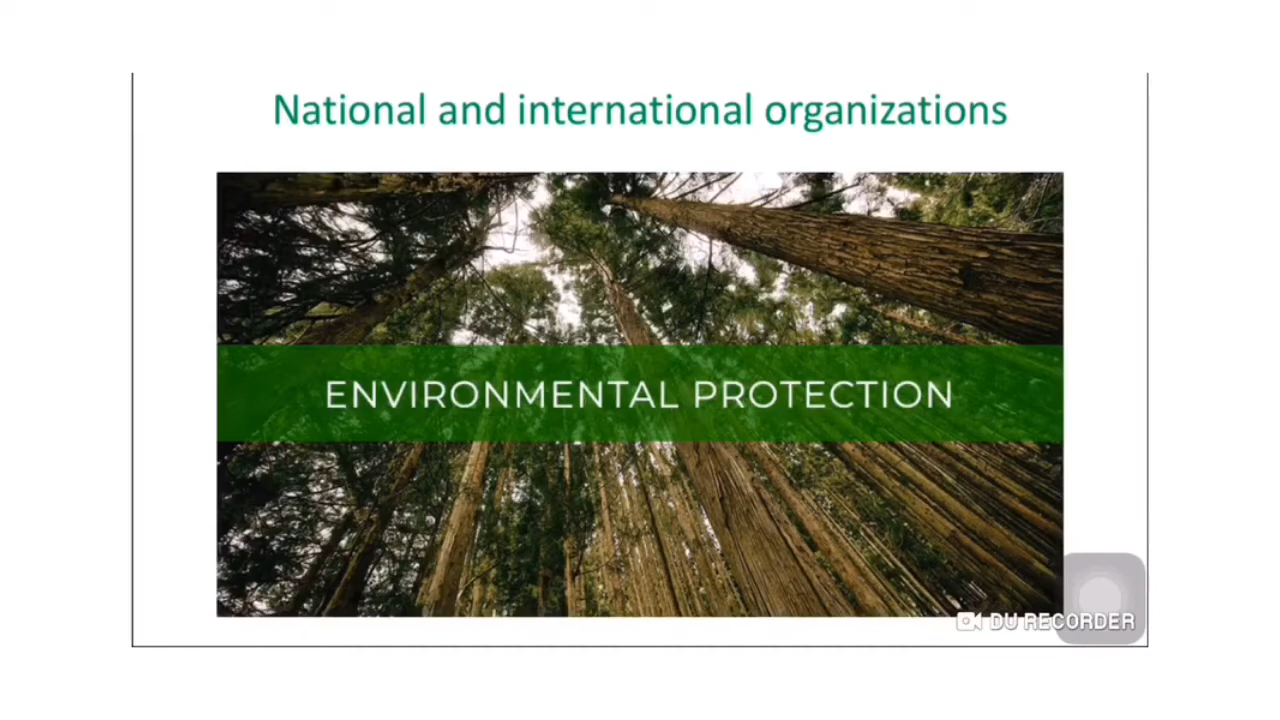 National and international organizations
ENVIRONMENTAL PROTECTION
DU RECORDER